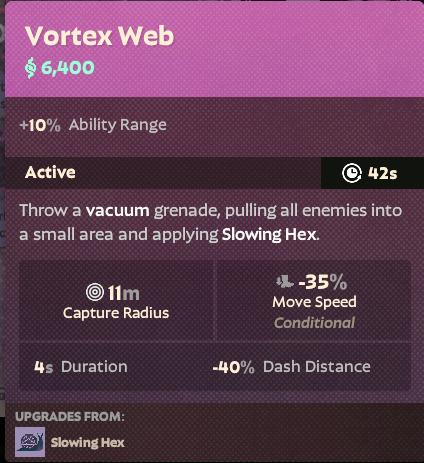 Vortex Web
6,400
+10% Ability Range
Active 42s
Throw a vacuum grenade, pulling all enemies into
a small area and applying Slowing Hex.
11m
Capture Radius
-35%
Move Speed
Conditional
4s Duration -40% Dash Distance
UPGRADES FROM:
Slowing Hex